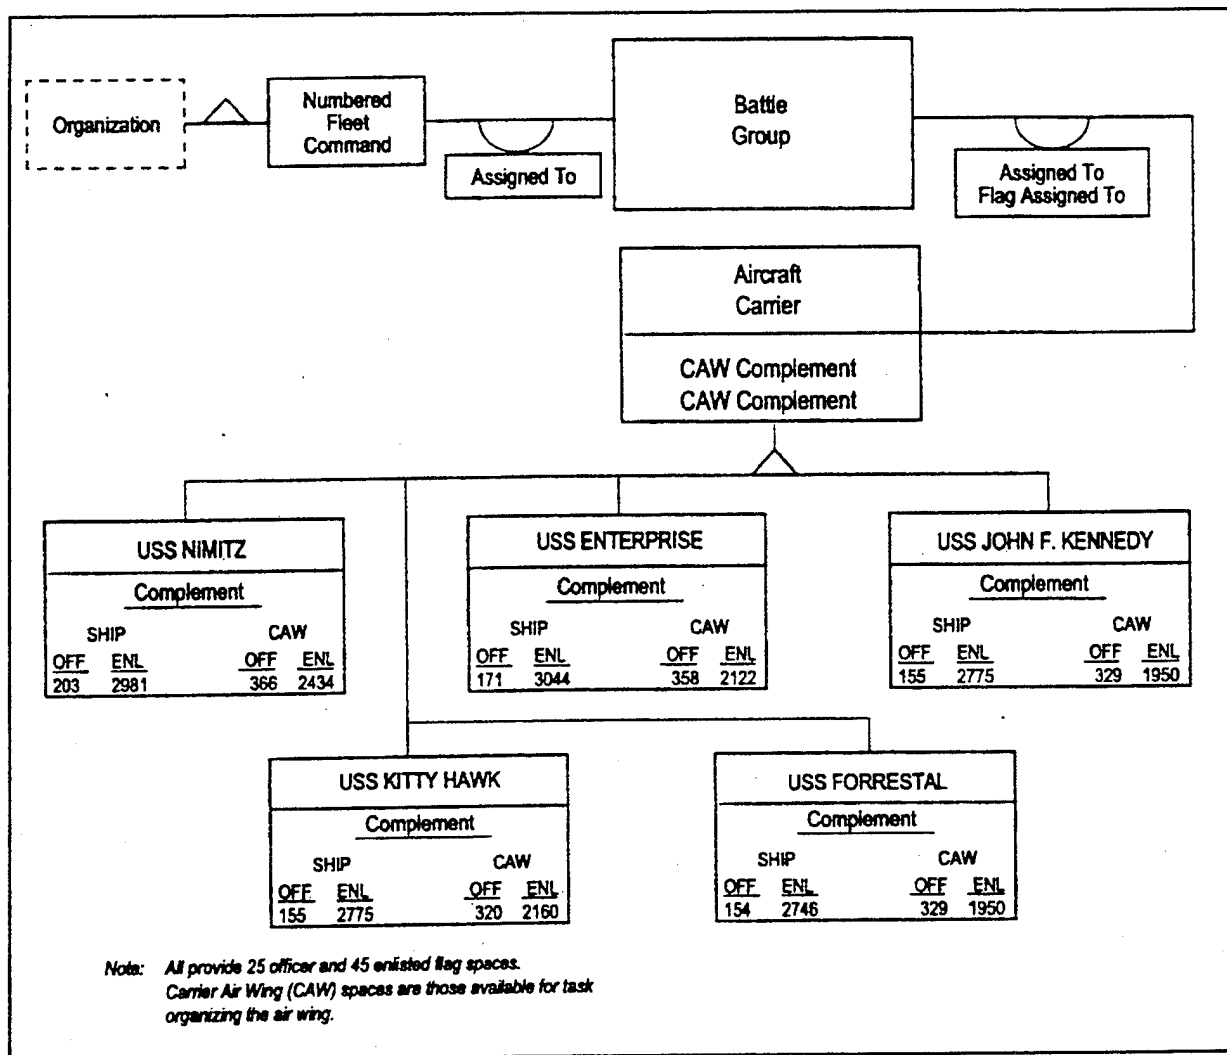 Organization
Numbered
Fleet
Command
Assigned To
Battle
Group
Assigned To
Flag Assigned To
Aircraft
Carrier
CAW Complement
CAW Complement
USS NIMITZ
Complement
SHIP CAW
OFF ENL OFF ENL
203 2981 366 2434
USS ENTERPRISE
Complement
SHIP CAW
OFF ENL OFF ENL
171 3044 358 2122
USS JOHN F. KENNEDY
Complement
SHIP CAW
OFF ENL OFF ENL
155 2775 329 1950
USS KITTY HAWK
Complement
SHIP CAW
OFF ENL OFF ENL
155 2775 320 2160
USS FORRESTAL
Complement
SHIP CAW
OFF ENL OFF ENL
154 2746 329 1950
Note: All provide 25 officer and 45 enlisted flag spaces.
Carrier Air Wing (CAW) spaces are those available for task
organizing the air wing.